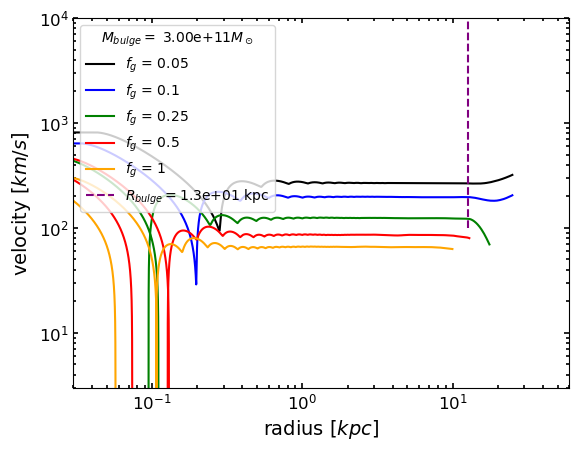 10^4
10^3
10^2
10^1
velocity [km/s]
M_bulge = 3.00e+11M_⊙
f_g = 0.05
f_g = 0.1
f_g = 0.25
f_g = 0.5
f_g = 1
R_bulge = 1.3e+01 kpc
10^-1
10^0
10^1
radius [kpc]